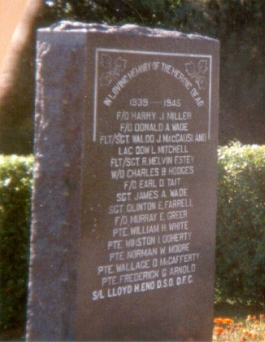 IN LOVING MEMORY OF THE HEROIC DEAD
1939 - 1945
F/O HARRY J. MILLER
F/O DONALD A WADE
FLT/SGT. WALDO J. MacCAUSLAND
LAC DOW L. MITCHELL
FLT/SGT R. MELVIN ESTEY
W/O CHARLES B HODGES
F/O EARL D. TAIT
SGT. JAMES A. WADE
SGT CLINTON E. FARRELL
F/O MURRAY E. GREER
PTE. WILLIAM H. WHITE
PTE. WINSTON I. DOHERTY
PTE. NORMAN W. MOORE
PTE. WALLACE D. McCAFFERTY
PTE. FREDERICK G ARNOLD
S/L LLOYD H. ENO D.S.O. D.F.C.